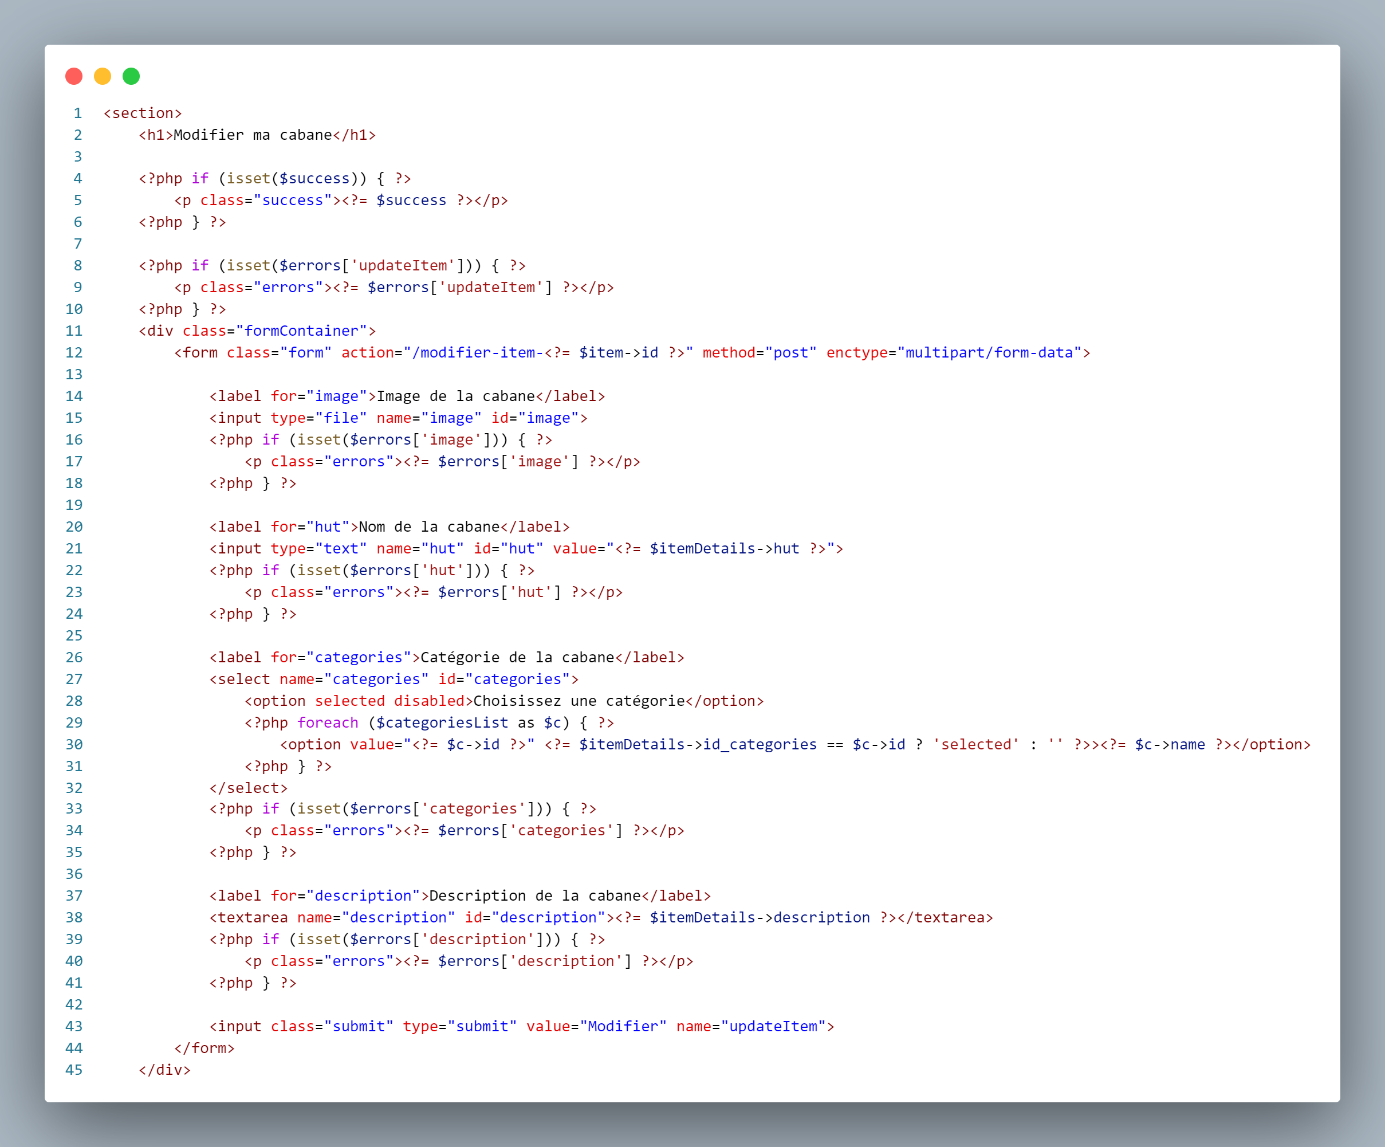 1 <section>
2     <h1>Modifier ma cabane</h1>
3
4     <?php if (isset($success)) { ?>
5         <p class="success"><?= $success ?></p>
6     <?php } ?>
7
8     <?php if (isset($errors['updateItem'])) { ?>
9         <p class="errors"><?= $errors['updateItem'] ?></p>
10     <?php } ?>
11     <div class="formContainer">
12         <form class="form" action="/modifier-item-<?= $item->id ?>" method="post" enctype="multipart/form-data">
13
14             <label for="image">Image de la cabane</label>
15             <input type="file" name="image" id="image">
16             <?php if (isset($errors['image'])) { ?>
17                 <p class="errors"><?= $errors['image'] ?></p>
18             <?php } ?>
19
20             <label for="hut">Nom de la cabane</label>
21             <input type="text" name="hut" id="hut" value="<?= $itemDetails->hut ?>">
22             <?php if (isset($errors['hut'])) { ?>
23                 <p class="errors"><?= $errors['hut'] ?></p>
24             <?php } ?>
25
26             <label for="categories">Catégorie de la cabane</label>
27             <select name="categories" id="categories">
28                 <option selected disabled>Choisissez une catégorie</option>
29                 <?php foreach ($categoriesList as $c) { ?>
30                     <option value="<?= $c->id ?>" <?= $itemDetails->id_categories == $c->id ? 'selected' : '' ?>><?= $c->name ?></option>
31                 <?php } ?>
32             </select>
33             <?php if (isset($errors['categories'])) { ?>
34                 <p class="errors"><?= $errors['categories'] ?></p>
35             <?php } ?>
36
37             <label for="description">Description de la cabane</label>
38             <textarea name="description" id="description"><?= $itemDetails->description ?></textarea>
39             <?php if (isset($errors['description'])) { ?>
40                 <p class="errors"><?= $errors['description'] ?></p>
41             <?php } ?>
42
43             <input class="submit" type="submit" value="Modifier" name="updateItem">
44         </form>
45     </div>